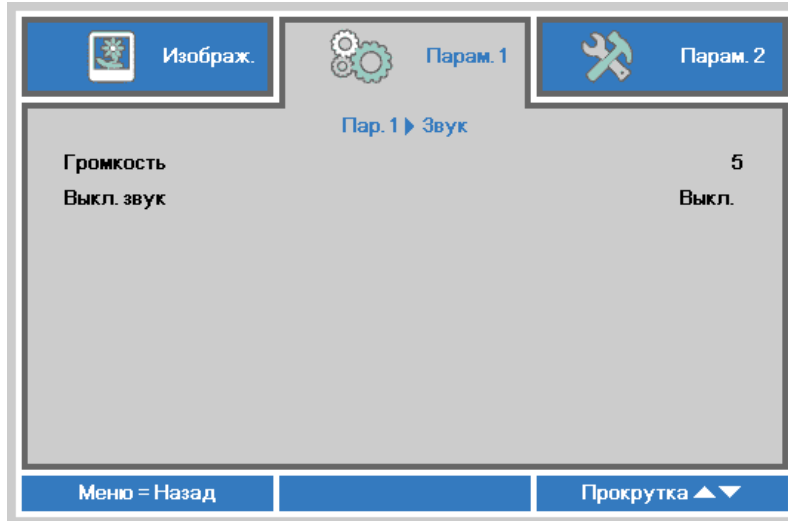 Изображ.
Парам. 1
Парам. 2
Пар. 1 ▶ Звук
Громкость 5
Выкл. звук Выкл.
Меню = Назад
Прокрутка ▲▼